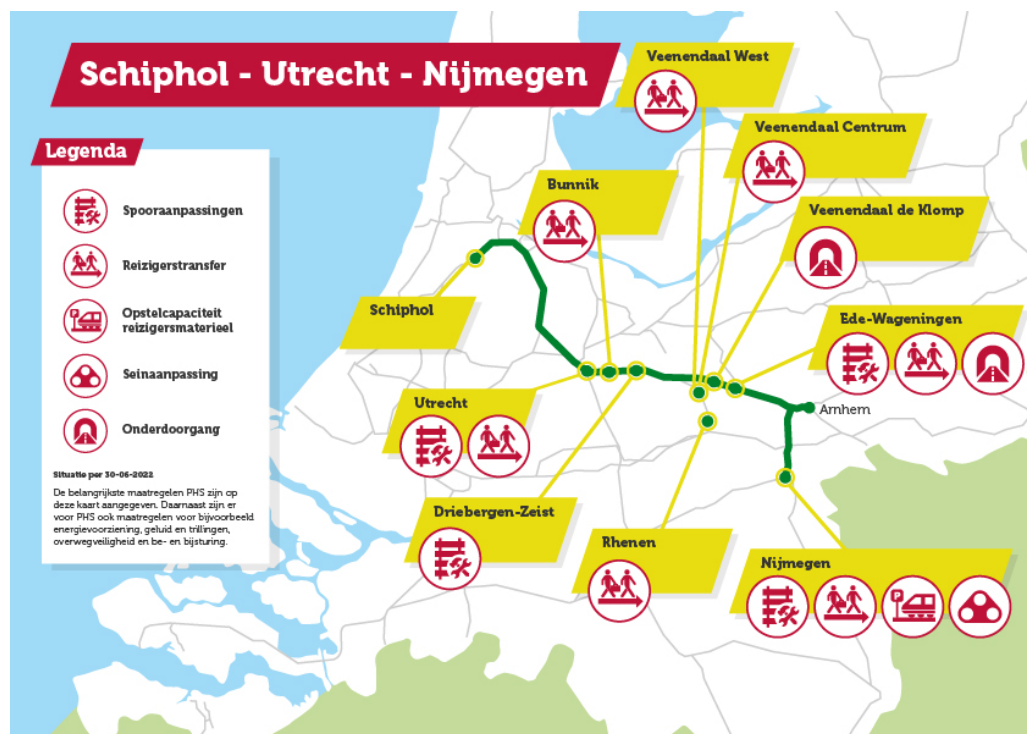 Schiphol - Utrecht - Nijmegen
Veenendaal West
Veenendaal Centrum
Bunnik
Veenendaal de Klomp
Schiphol
Ede-Wageningen
Utrecht
Arnhem
Driebergen-Zeist
Rhenen
Nijmegen
Legenda
Spooraanpassingen
Reizigerstransfer
P
Opstelcapaciteit
reizigersmaterieel
Seinaanpassing
Onderdoorgang
Situatie per 30-06-2022
De belangrijkste maatregelen PHS zijn op
deze kaart aangegeven. Daarnaast zijn er
voor PHS ook maatregelen voor bijvoorbeeld
energievoorziening, geluid en trillingen,
overwegveiligheid en be- en bijsturing.
P